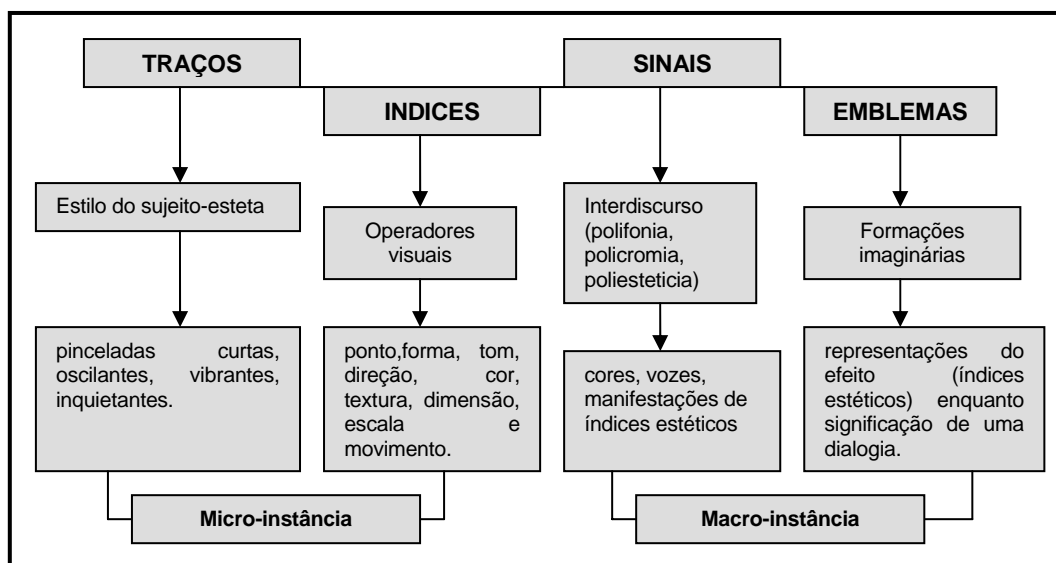 TRAÇOS
SINAIS
INDICES
EMBLEMAS
Estilo do sujeito-esteta
Operadores
visuais
Interdiscurso
(polifonia,
policromia,
poliesteticia)
Formações
imaginárias
pinceladas curtas,
oscilantes, vibrantes,
inquietantes.
ponto,forma, tom,
direção, cor,
textura, dimensão,
escala e
movimento.
cores, vozes,
manifestações de
índices estéticos
representações do
efeito (índices
estéticos) enquanto
significação de uma
dialogia.
Micro-instância
Macro-instância